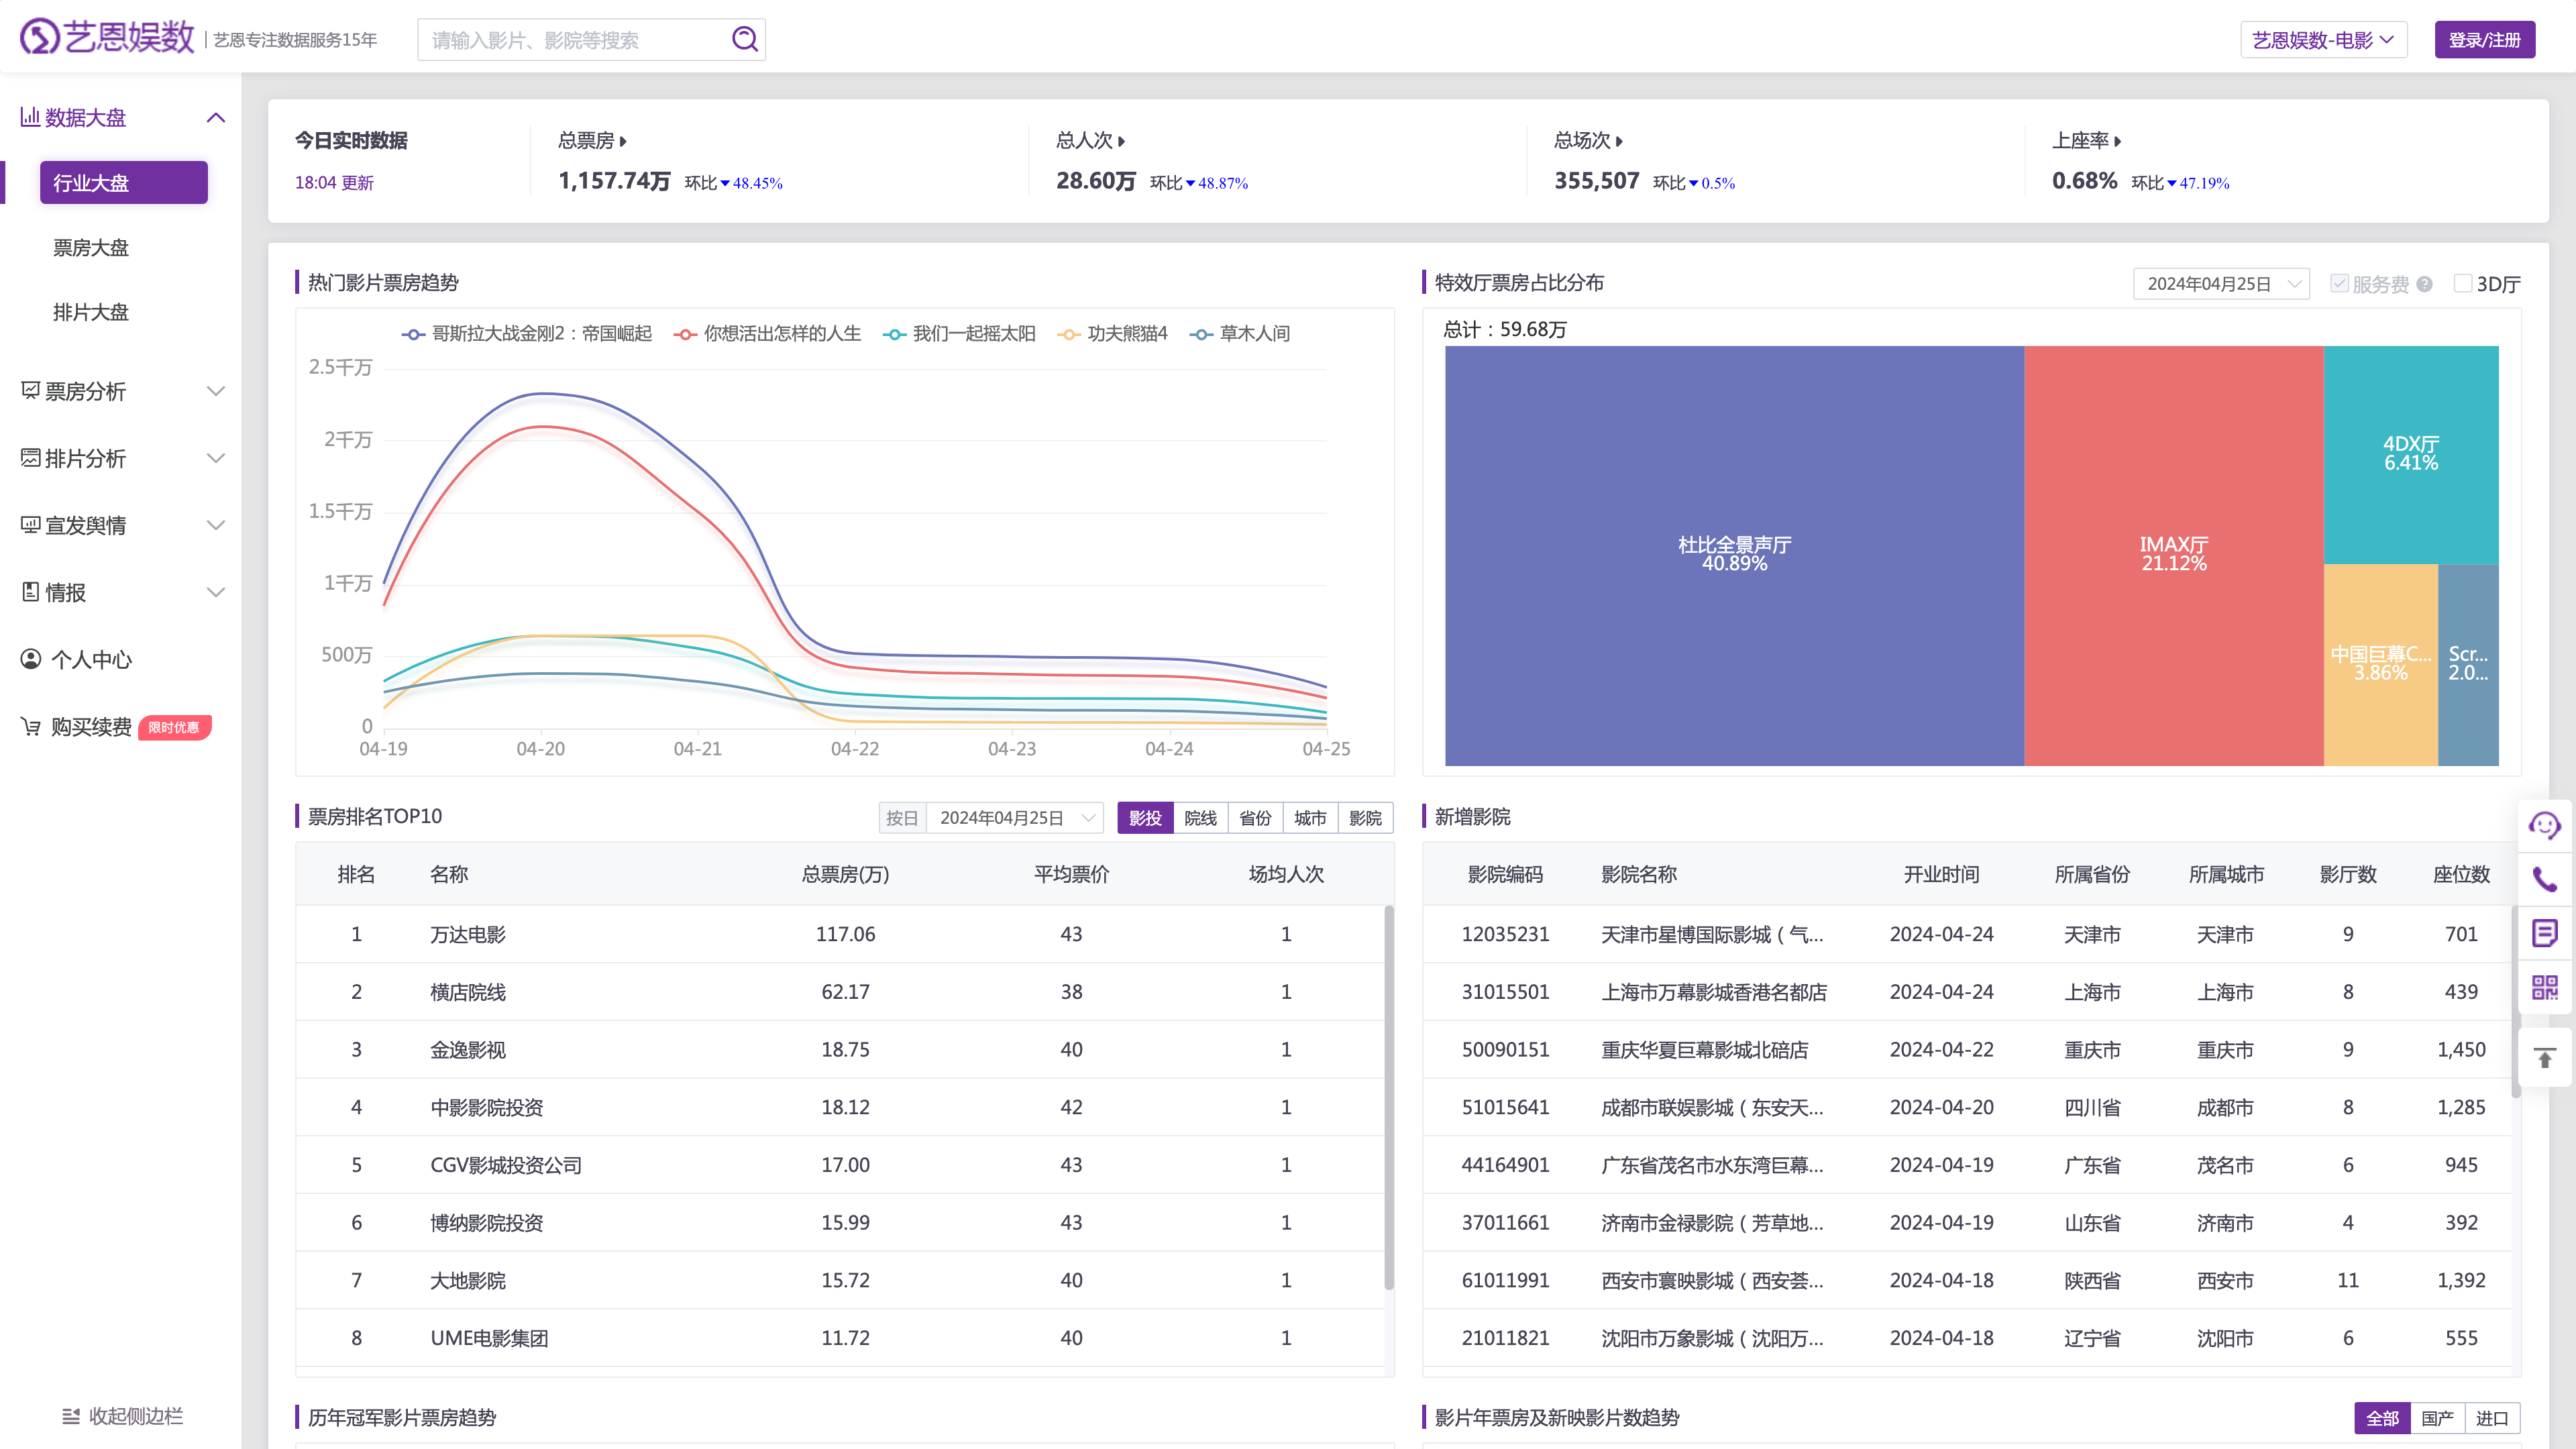 艺恩娱数 艺恩专注数据服务15年
请输入影片、影院等搜索
艺恩娱数-电影
登录/注册
数据大盘
行业大盘
票房大盘
排片大盘
票房分析
排片分析
宣发舆情
情报
个人中心
购买续费 限时优惠
收起侧边栏
今日实时数据
18:04 更新
总票房
1,157.74万 环比 48.45%
总人次
28.60万 环比 48.87%
总场次
355,507 环比 0.5%
上座率
0.68% 环比 47.19%
热门影片票房趋势
哥斯拉大战金刚2：帝国崛起 你想活出怎样的人生 我们一起摇太阳 功夫熊猫4 草木人间
2.5千万
2千万
1.5千万
1千万
500万
0
04-19 04-20 04-21 04-22 04-23 04-24 04-25
特效厅票房占比分布
2024年04月25日 服务费 ? 3D厅
总计：59.68万
杜比全景声厅
40.89%
IMAX厅
21.12%
4DX厅
6.41%
中国巨幕C...
3.86%
Scr...
2.0...
票房排名TOP10
按日 2024年04月25日
影投 院线 省份 城市 影院
排名 名称 总票房(万) 平均票价 场均人次
1 万达电影 117.06 43 1
2 横店院线 62.17 38 1
3 金逸影视 18.75 40 1
4 中影影院投资 18.12 42 1
5 CGV影城投资公司 17.00 43 1
6 博纳影院投资 15.99 43 1
7 大地影院 15.72 40 1
8 UME电影集团 11.72 40 1
新增影院
影院编码 影院名称 开业时间 所属省份 所属城市 影厅数 座位数
12035231 天津市星博国际影城（气... 2024-04-24 天津市 天津市 9 701
31015501 上海市万幕影城香港名都店 2024-04-24 上海市 上海市 8 439
50090151 重庆华夏巨幕影城北碚店 2024-04-22 重庆市 重庆市 9 1,450
51015641 成都市联娱影城（东安天... 2024-04-20 四川省 成都市 8 1,285
44164901 广东省茂名市水东湾巨幕... 2024-04-19 广东省 茂名市 6 945
37011661 济南市金禄影院（芳草地... 2024-04-19 山东省 济南市 4 392
61011991 西安市寰映影城（西安荟... 2024-04-18 陕西省 西安市 11 1,392
21011821 沈阳市万象影城（沈阳万... 2024-04-18 辽宁省 沈阳市 6 555
历年冠军影片票房趋势
影片年票房及新映影片数趋势
全部 国产 进口